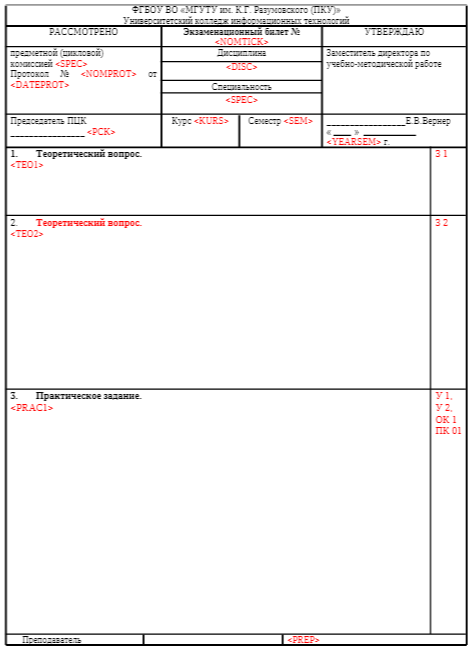 ФГБОУ ВО «МГУТУ им. К.Г. Разумовского (ПКУ)»
Университетский колледж информационных технологий
РАССМОТРЕНО
предметной (цикловой)
комиссией <SPEC>
Протокол № <NOMPROT> от
<DATEPROT>
Экзаменационный билет №
<NOMTICK>
Дисциплина
<DISC>
Специальность
<SPEC>
УТВЕРЖДАЮ
Заместитель директора по
учебно-методической работе
Председатель ПЦК
________________ <PCK>
Курс <KURS>
Семестр <SEM>
_________________Е.В.Вернер
« ____ » ___________
<YEARSEM> г.
1. Теоретический вопрос.
<TEO1>
З 1
2. Теоретический вопрос.
<TEO2>
З 2
3. Практическое задание.
<PRAC1>
У 1,
У 2,
ОК 1
ПК 01
Преподаватель
<PREP>